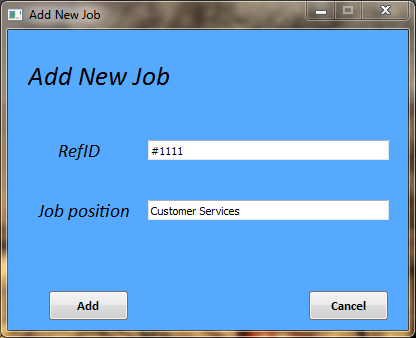 Add New Job
Add New Job
RefID
#1111
Job position
Customer Services
Add
Cancel